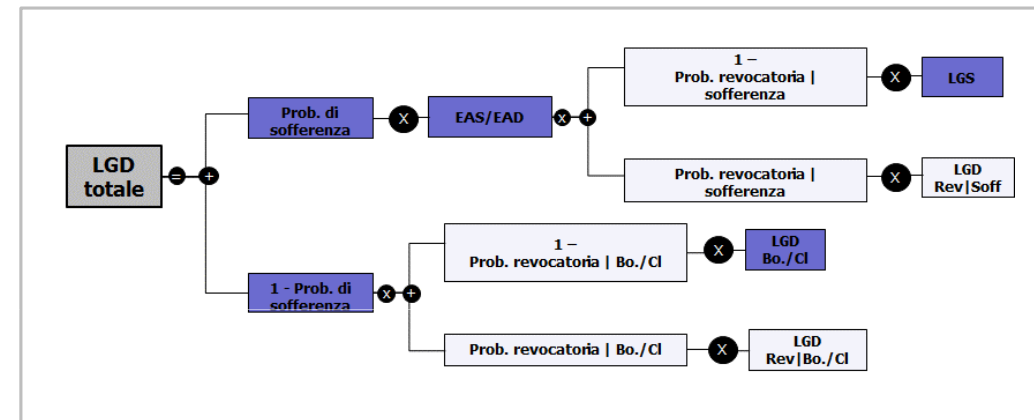 1 –
Prob. revocatoria |
sofferenza
X
LGS
Prob. di
sofferenza
X
EAS/EAD
x
+
LGD
totale
=
+
Prob. revocatoria |
sofferenza
X
LGD
Rev|Soff
1 –
Prob. revocatoria | Bo./Cl
X
LGD
Bo./Cl
1 - Prob. di
sofferenza
x
+
Prob. revocatoria | Bo./Cl
X
LGD
Rev|Bo./Cl